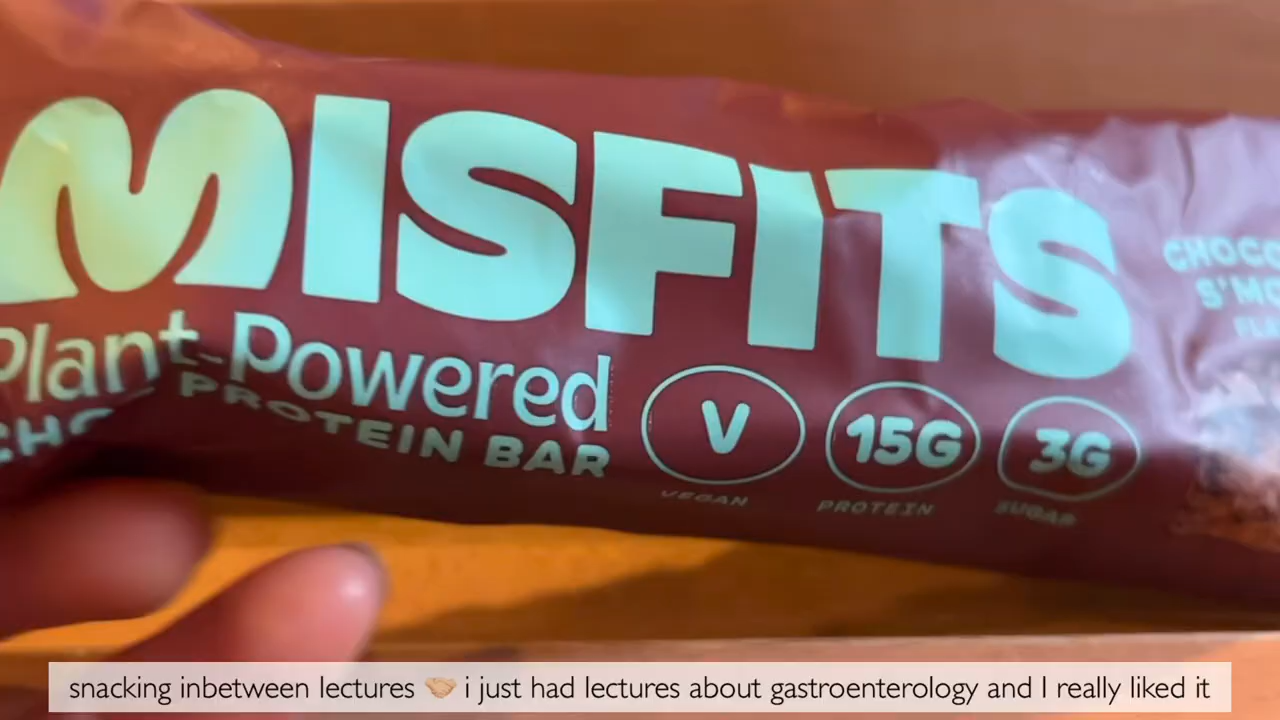 MISFITS
Plant-Powered
PROTEIN BAR
V
VEGAN
15G
PROTEIN
3G
SUGAR
snacking inbetween lectures 🤝🏼 i just had lectures about gastroenterology and I really liked it